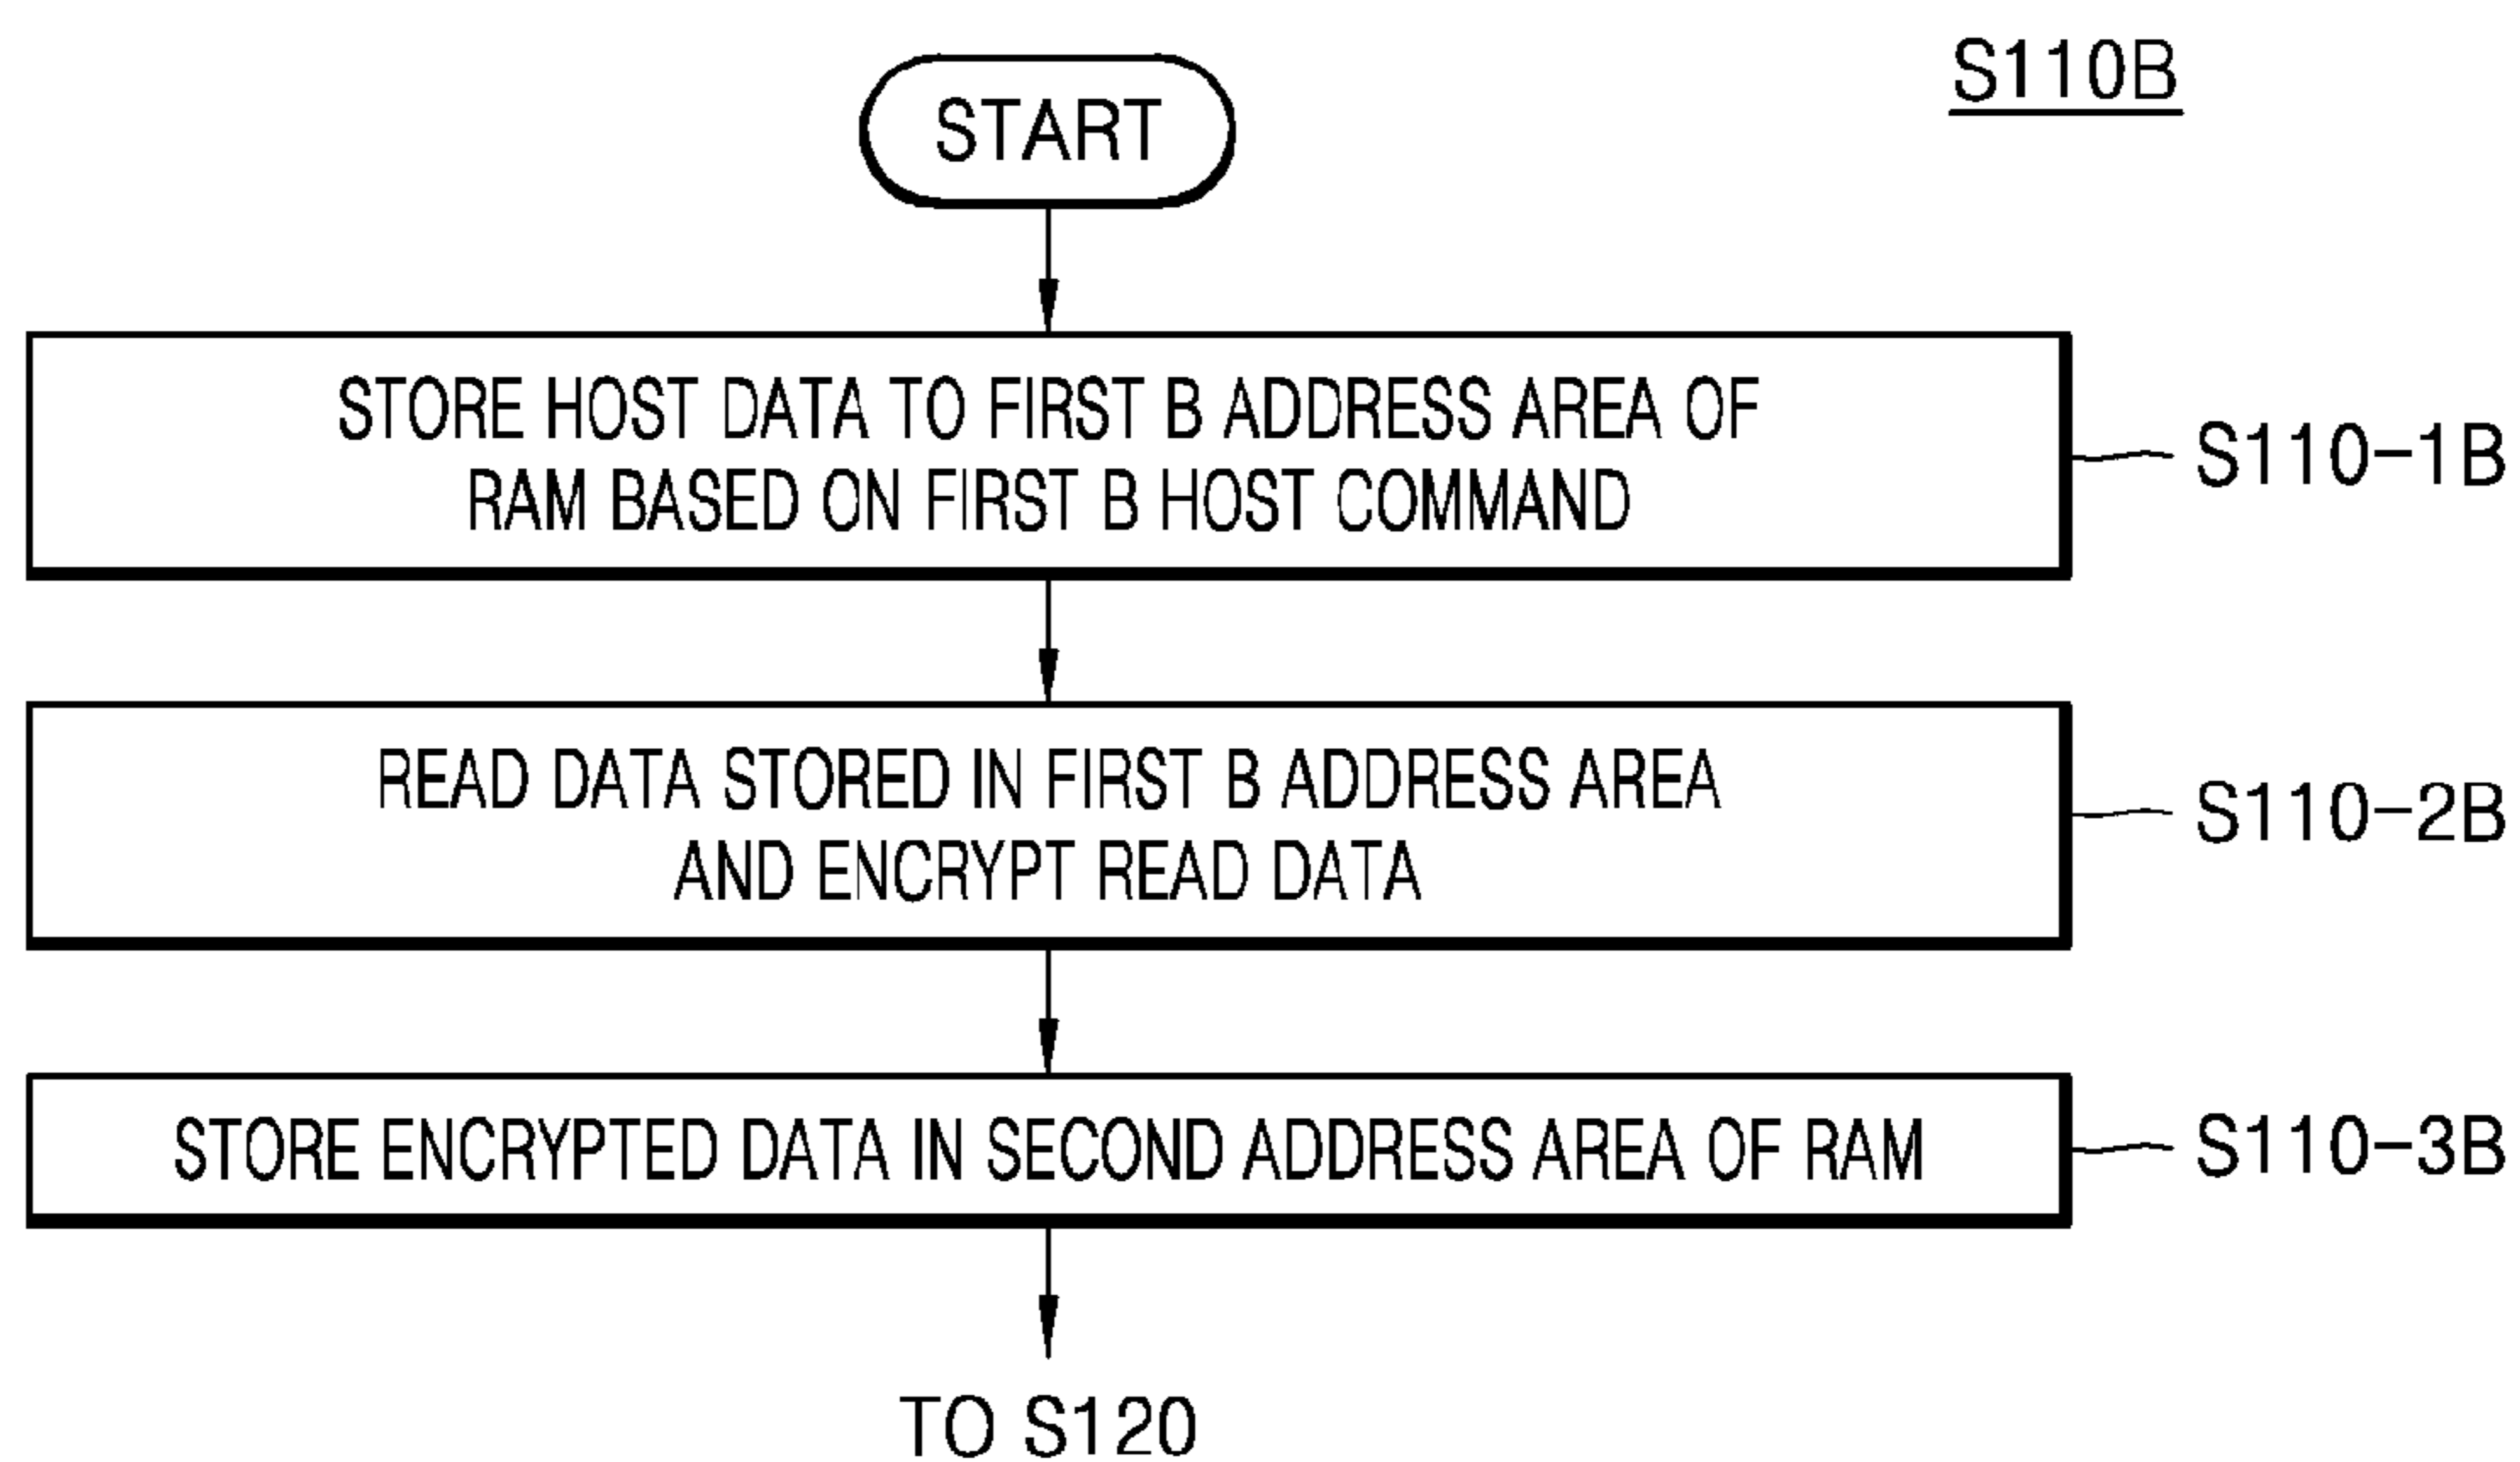 S110B
START
STORE HOST DATA TO FIRST B ADDRESS AREA OF
RAM BASED ON FIRST B HOST COMMAND
S110-1B
READ DATA STORED IN FIRST B ADDRESS AREA
AND ENCRYPT READ DATA
S110-2B
STORE ENCRYPTED DATA IN SECOND ADDRESS AREA OF RAM
S110-3B
TO S120